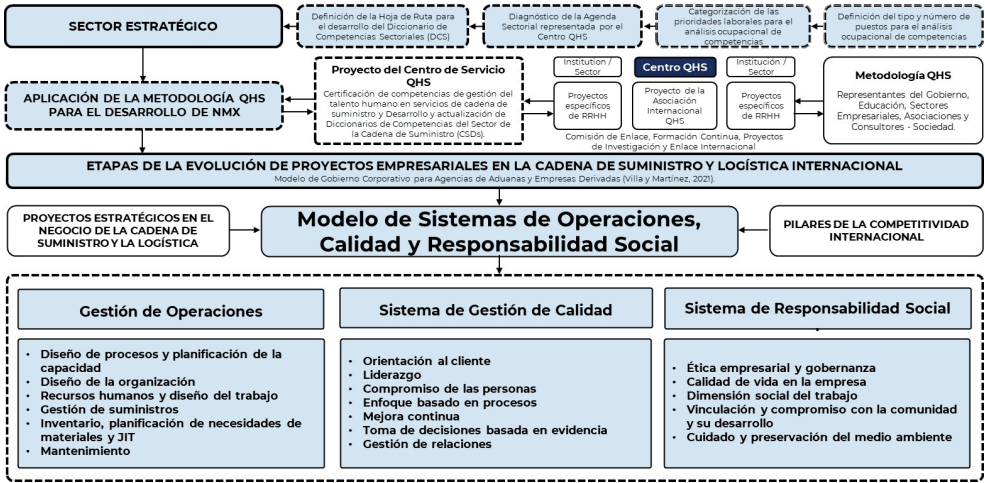 SECTOR ESTRATÉGICO
Definición de la Hoja de Ruta para
el desarrollo del Diccionario de
Competencias Sectoriales (DCS)
Diagnóstico de la Agenda
Sectorial representada por el
Centro QHS
Categorización de las
prioridades laborales para el
análisis ocupacional de
competencias
Definición del tipo y número de
puestos para el análisis
ocupacional de competencias
APLICACIÓN DE LA METODOLOGÍA QHS
PARA EL DESARROLLO DE NMX
Proyecto del Centro de Servicio
QHS
Certificación de competencias de gestión del
talento humano en servicios de cadena de
suministro y Desarrollo y actualización de
Diccionarios de Competencias del Sector de
la Cadena de Suministro (CSDs).
Institution /
Sector
Centro QHS
Institución /
Sector
Proyectos
específicos
de RRHH
Proyecto de la
Asociación
Internacional
QHS
Proyectos
específicos
de RRHH
Comisión de Enlace, Formación Continua, Proyectos
de Investigación y Enlace Internacional
Metodología QHS
Representantes del Gobierno,
Educación, Sectores
Empresariales, Asociaciones y
Consultores - Sociedad.
ETAPAS DE LA EVOLUCIÓN DE PROYECTOS EMPRESARIALES EN LA CADENA DE SUMINISTRO Y LOGÍSTICA INTERNACIONAL
Modelo de Gobierno Corporativo para Agencias de Aduanas y Empresas Derivadas (Villa y Martínez, 2021).
PROYECTOS ESTRATÉGICOS EN EL
NEGOCIO DE LA CADENA DE
SUMINISTRO Y LA LOGÍSTICA
Modelo de Sistemas de Operaciones,
Calidad y Responsabilidad Social
PILARES DE LA COMPETITIVIDAD
INTERNACIONAL
Gestión de Operaciones
• Diseño de procesos y planificación de la
capacidad
• Diseño de la organización
• Recursos humanos y diseño del trabajo
• Gestión de suministros
• Inventario, planificación de necesidades de
materiales y JIT
• Mantenimiento
Sistema de Gestión de Calidad
• Orientación al cliente
• Liderazgo
• Compromiso de las personas
• Enfoque basado en procesos
• Mejora continua
• Toma de decisiones basada en evidencia
• Gestión de relaciones
Sistema de Responsabilidad Social
• Ética empresarial y gobernanza
• Calidad de vida en la empresa
• Dimensión social del trabajo
• Vinculación y compromiso con la comunidad
y su desarrollo
• Cuidado y preservación del medio ambiente